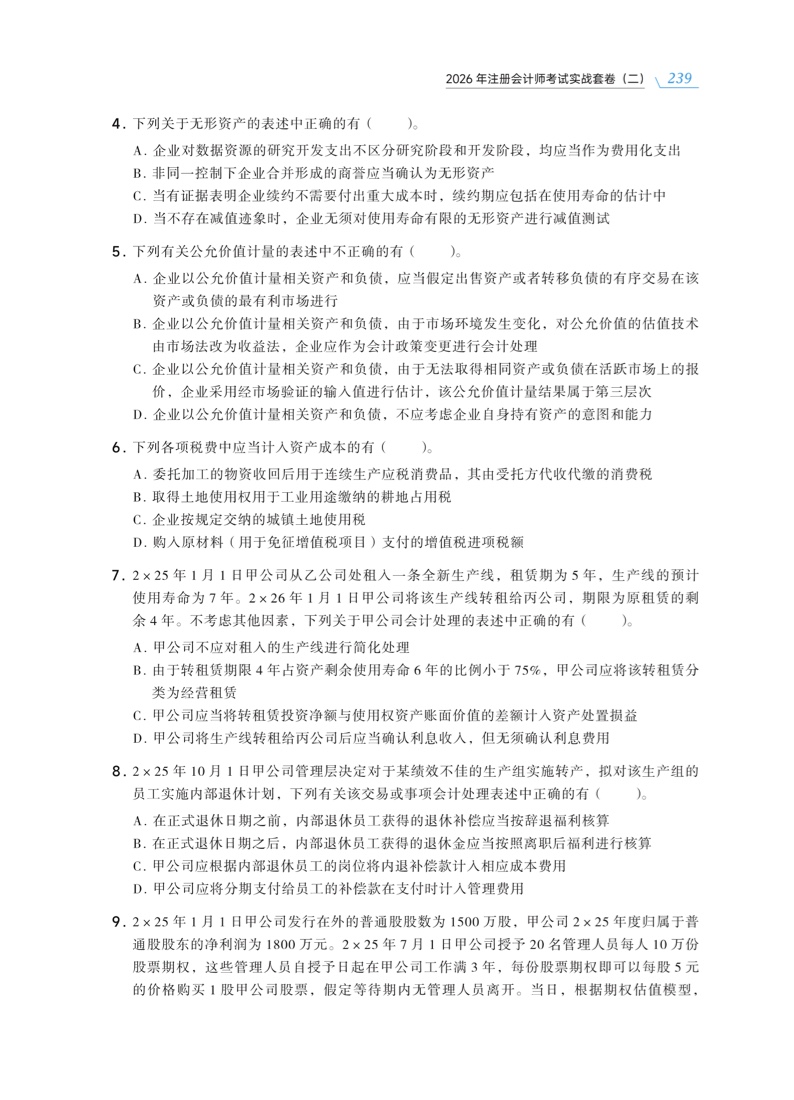 2026 年注册会计师考试实战套卷（二） 239
4. 下列关于无形资产的表述中正确的有（　　）。
A. 企业对数据资源的研究开发支出不区分研究阶段和开发阶段，均应当作为费用化支出
B. 非同一控制下企业合并形成的商誉应当确认为无形资产
C. 当有证据表明企业续约不需要付出重大成本时，续约期应包括在使用寿命的估计中
D. 当不存在减值迹象时，企业无须对使用寿命有限的无形资产进行减值测试
5. 下列有关公允价值计量的表述中不正确的有（　　）。
A. 企业以公允价值计量相关资产和负债，应当假定出售资产或者转移负债的有序交易在该
资产或负债的最有利市场进行
B. 企业以公允价值计量相关资产和负债，由于市场环境发生变化，对公允价值的估值技术
由市场法改为收益法，企业应作为会计政策变更进行会计处理
C. 企业以公允价值计量相关资产和负债，由于无法取得相同资产或负债在活跃市场上的报
价，企业采用经市场验证的输入值进行估计，该公允价值计量结果属于第三层次
D. 企业以公允价值计量相关资产和负债，不应考虑企业自身持有资产的意图和能力
6. 下列各项税费中应当计入资产成本的有（　　）。
A. 委托加工的物资收回后用于连续生产应税消费品，其由受托方代收代缴的消费税
B. 取得土地使用权用于工业用途缴纳的耕地占用税
C. 企业按规定交纳的城镇土地使用税
D. 购入原材料（用于免征增值税项目）支付的增值税进项税额
7. 2×25 年 1 月 1 日甲公司从乙公司处租入一条全新生产线，租赁期为 5 年，生产线的预计
使用寿命为 7 年。2×26 年 1 月 1 日甲公司将该生产线转租给丙公司，期限为原租赁的剩
余 4 年。不考虑其他因素，下列关于甲公司会计处理的表述中正确的有（　　）。
A. 甲公司不应对租入的生产线进行简化处理
B. 由于转租赁期限 4 年占资产剩余使用寿命 6 年的比例小于 75%，甲公司应将该转租赁分
类为经营租赁
C. 甲公司应当将转租赁投资净额与使用权资产账面价值的差额计入资产处置损益
D. 甲公司将生产线转租给丙公司后应当确认利息收入，但无须确认利息费用
8. 2×25 年 10 月 1 日甲公司管理层决定对于某绩效不佳的生产组实施转产，拟对该生产组的
员工实施内部退休计划，下列有关该交易或事项会计处理表述中正确的有（　　）。
A. 在正式退休日期之前，内部退休员工获得的退休补偿应当按辞退福利核算
B. 在正式退休日期之后，内部退休员工获得的退休金应当按照离职后福利进行核算
C. 甲公司应根据内部退休员工的岗位将内退补偿款计入相应成本费用
D. 甲公司应将分期支付给员工的补偿款在支付时计入管理费用
9. 2×25 年 1 月 1 日甲公司发行在外的普通股股数为 1500 万股，甲公司 2×25 年度归属于普
通股股东的净利润为 1800 万元。2×25 年 7 月 1 日甲公司授予 20 名管理人员每人 10 万份
股票期权，这些管理人员自授予日起在甲公司工作满 3 年，每份股票期权即可以每股 5 元
的价格购买 1 股甲公司股票，假定等待期内无管理人员离开。当日，根据期权估值模型，